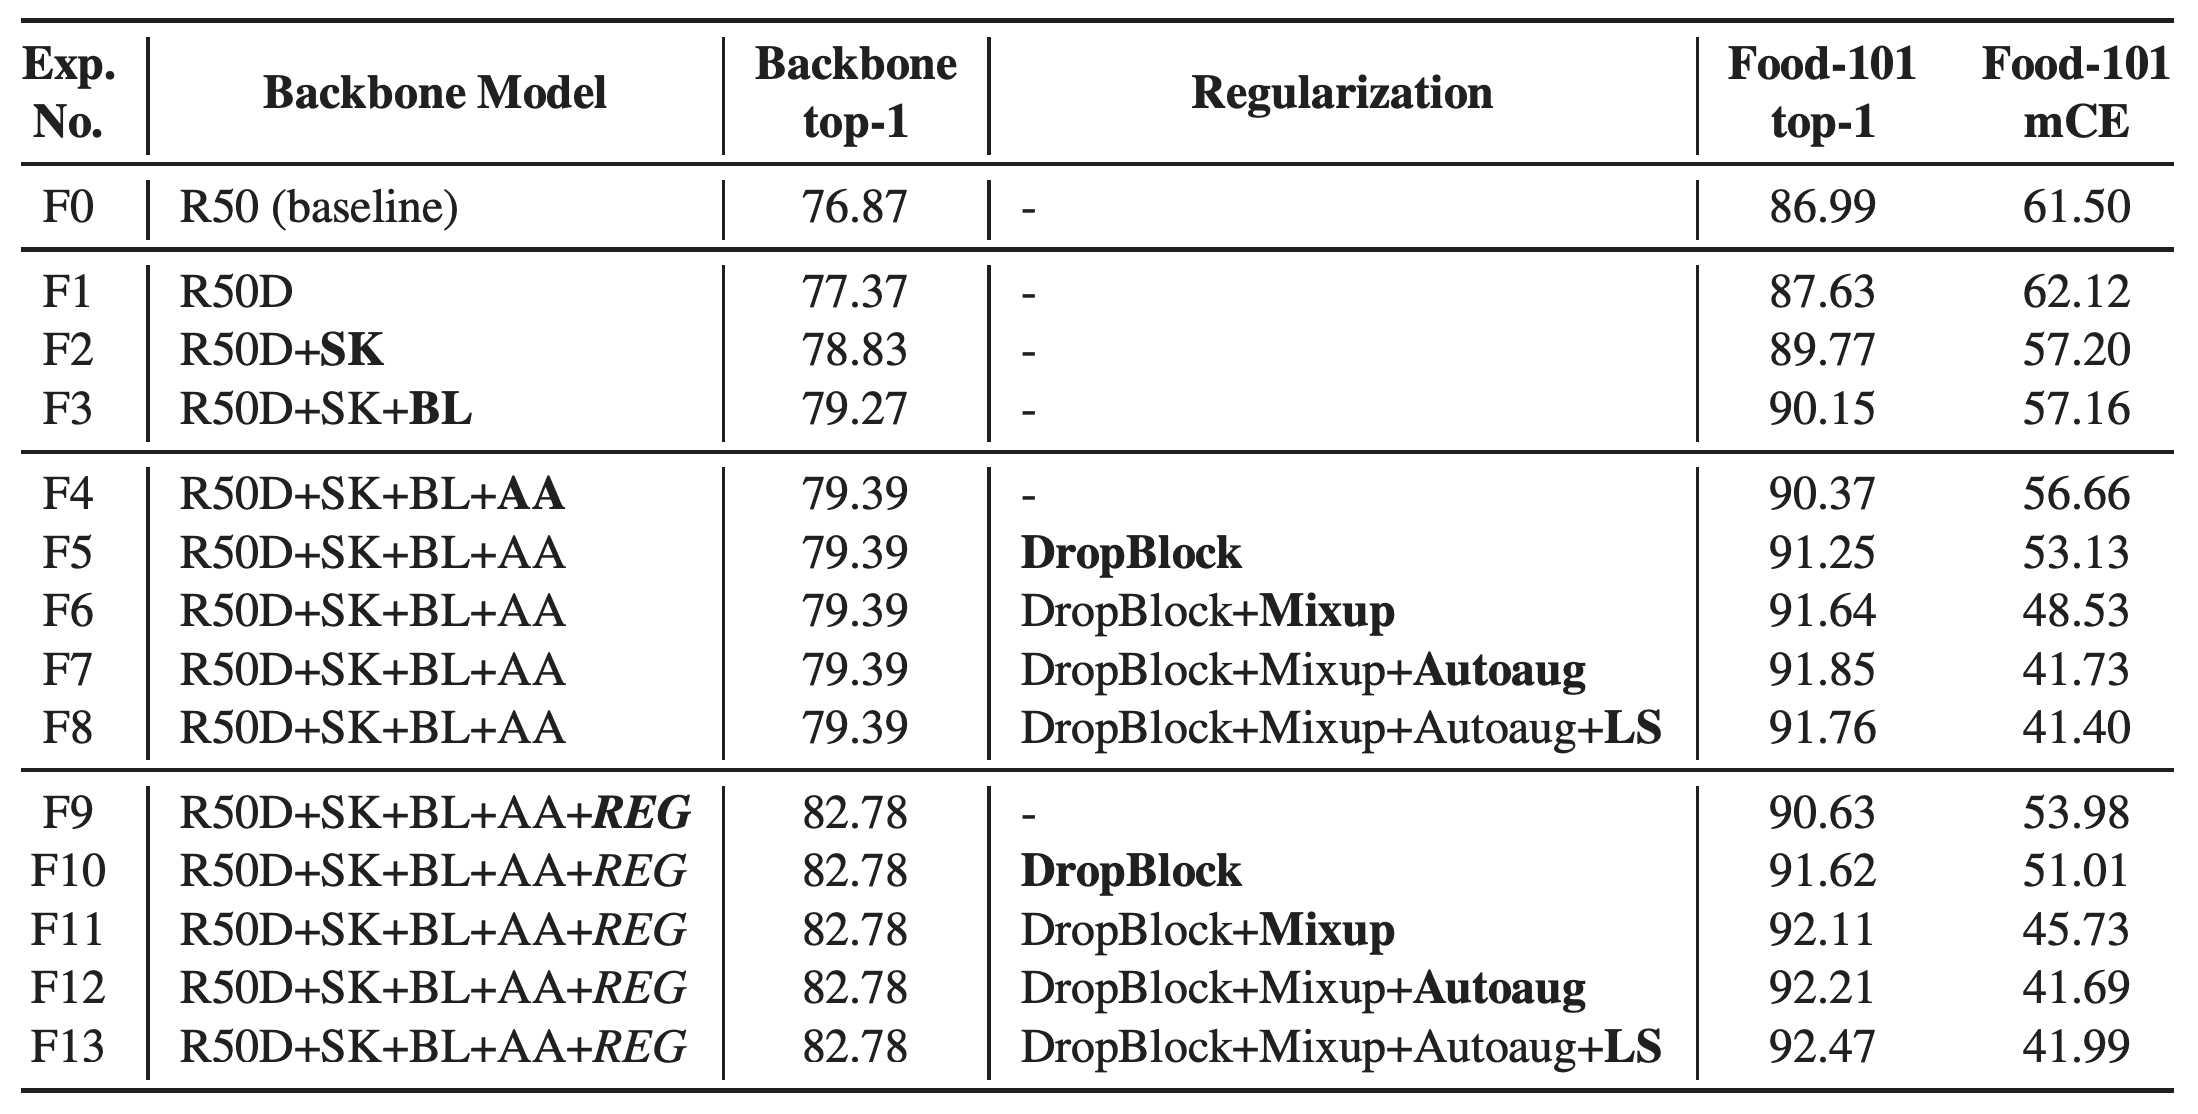 Exp. No. Backbone Model Backbone top-1 Regularization Food-101 top-1 Food-101 mCE
F0 R50 (baseline) 76.87 - 86.99 61.50
F1 R50D 77.37 - 87.63 62.12
F2 R50D+SK 78.83 - 89.77 57.20
F3 R50D+SK+BL 79.27 - 90.15 57.16
F4 R50D+SK+BL+AA 79.39 - 90.37 56.66
F5 R50D+SK+BL+AA 79.39 DropBlock 91.25 53.13
F6 R50D+SK+BL+AA 79.39 DropBlock+Mixup 91.64 48.53
F7 R50D+SK+BL+AA 79.39 DropBlock+Mixup+Autoaug 91.85 41.73
F8 R50D+SK+BL+AA 79.39 DropBlock+Mixup+Autoaug+LS 91.76 41.40
F9 R50D+SK+BL+AA+REG 82.78 - 90.63 53.98
F10 R50D+SK+BL+AA+REG 82.78 DropBlock 91.62 51.01
F11 R50D+SK+BL+AA+REG 82.78 DropBlock+Mixup 92.11 45.73
F12 R50D+SK+BL+AA+REG 82.78 DropBlock+Mixup+Autoaug 92.21 41.69
F13 R50D+SK+BL+AA+REG 82.78 DropBlock+Mixup+Autoaug+LS 92.47 41.99